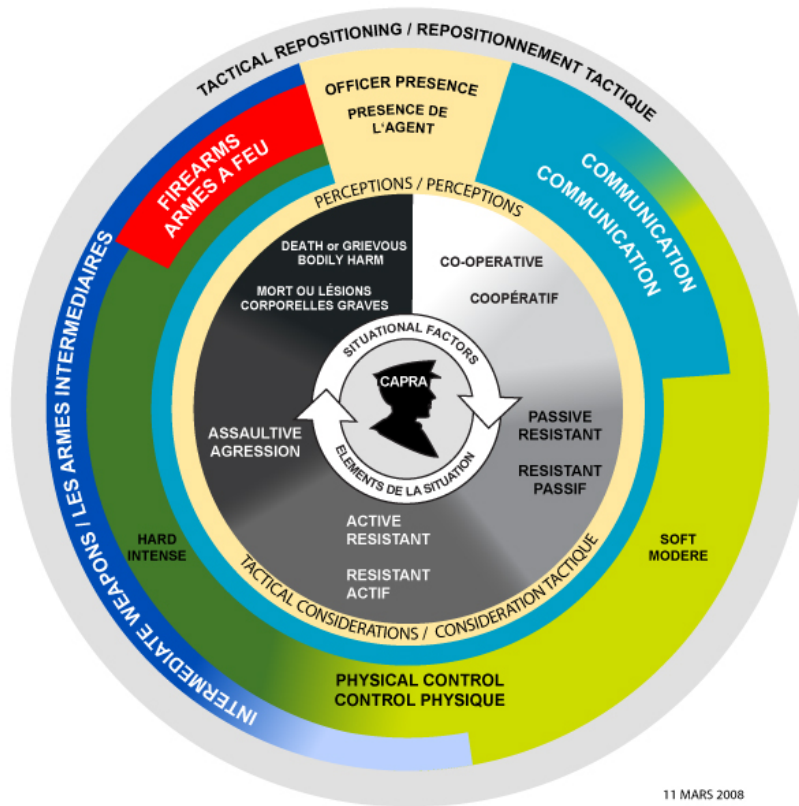 TACTICAL REPOSITIONING / REPOSITIONNEMENT TACTIQUE
OFFICER PRESENCE
PRESENCE DE
L'AGENT
FIREARMS
ARMES A FEU
COMMUNICATION
COMMUNICATION
PERCEPTIONS / PERCEPTIONS
DEATH or GRIEVOUS
BODILY HARM
MORT OU LÉSIONS
CORPORELLES GRAVES
CO-OPERATIVE
COOPÉRATIF
SITUATIONAL FACTORS
CAPRA
ELEMENTS DE LA SITUATION
ASSAULTIVE
AGRESSION
PASSIVE
RESISTANT
RESISTANT
PASSIF
ACTIVE
RESISTANT
RESISTANT
ACTIF
TACTICAL CONSIDERATIONS / CONSIDERATION TACTIQUE
HARD
INTENSE
SOFT
MODERE
INTERMEDIATE WEAPONS / LES ARMES INTERMEDIAIRES
PHYSICAL CONTROL
CONTROL PHYSIQUE
11 MARS 2008